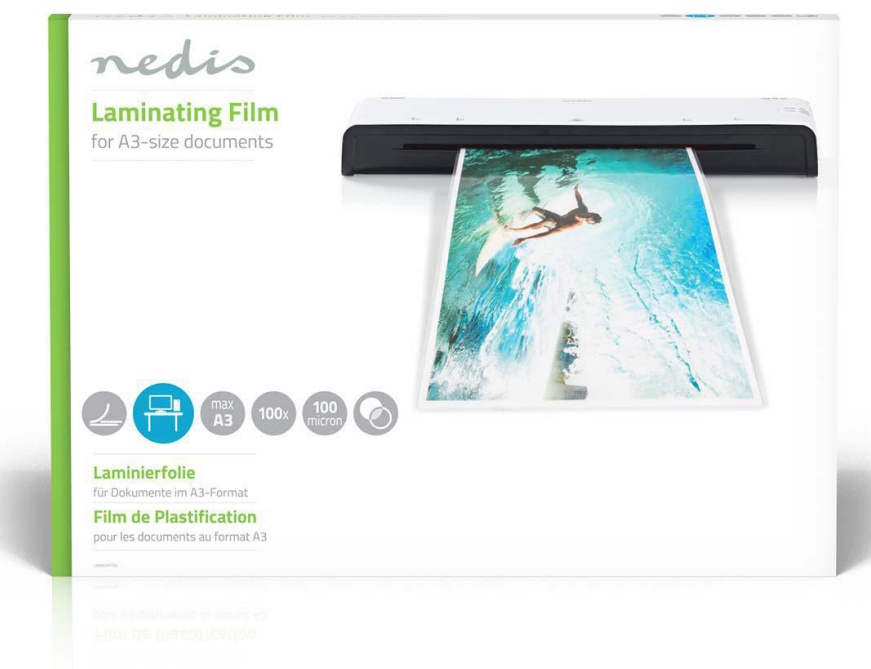 nedis
Laminating Film
for A3-size documents
max
A3
100x
100
micron
Laminierfolie
für Dokumente im A3-Format
Film de Plastification
pour les documents au format A3